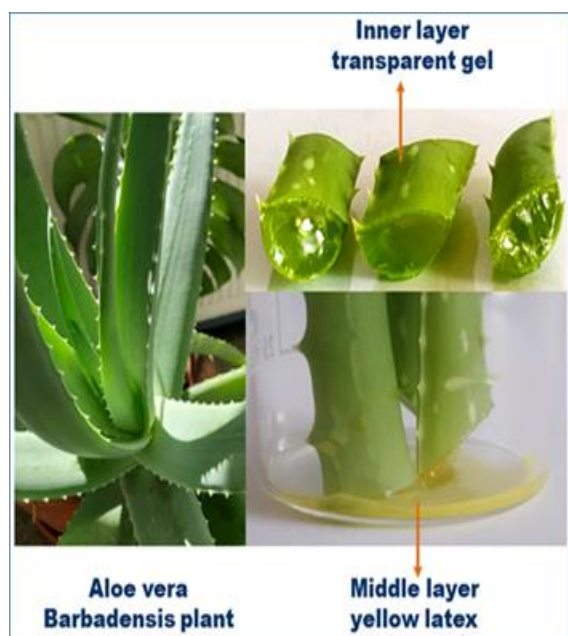 Inner layer
transparent gel
Aloe vera
Barbadensis plant
Middle layer
yellow latex